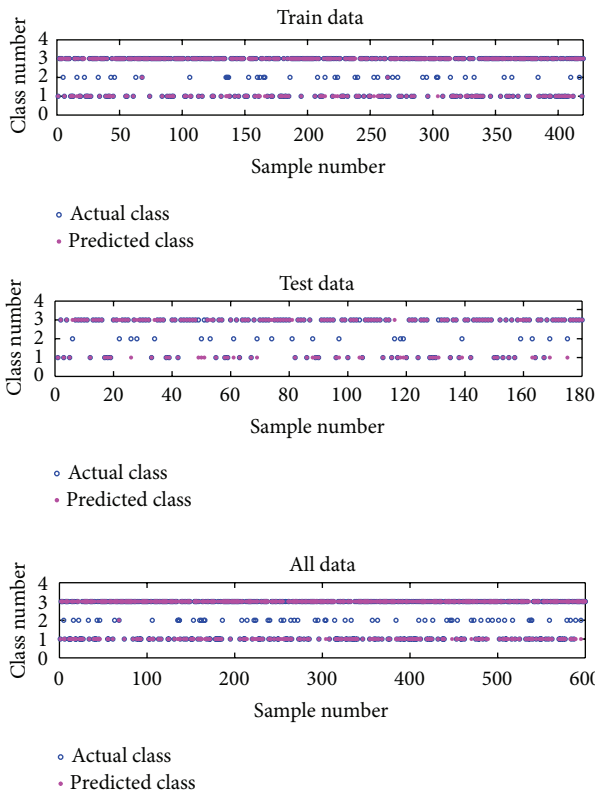 Train data
Class number
4
3
2
1
0
0 50 100 150 200 250 300 350 400
Sample number
Actual class
Predicted class
Test data
Class number
4
3
2
1
0
0 20 40 60 80 100 120 140 160 180
Sample number
Actual class
Predicted class
All data
Class number
4
3
2
1
0
0 100 200 300 400 500 600
Sample number
Actual class
Predicted class